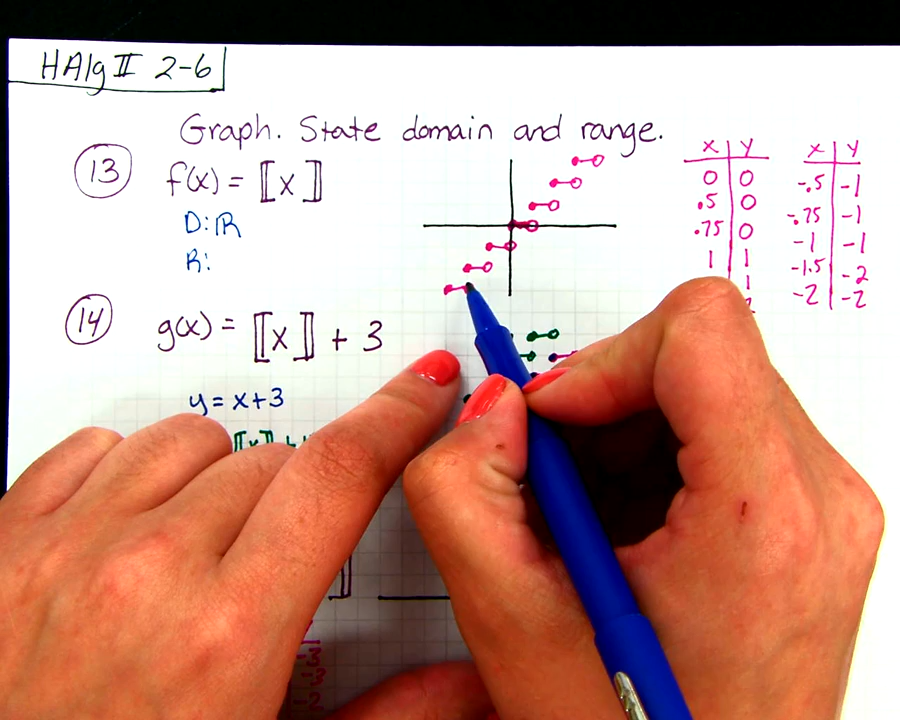 HAlg II 2-6
Graph. State domain and range.
13 f(x) = ⟦x⟧
D: ℝ
R:
x | y
0 | 0
.5 | 0
.75 | 0
1 | 1
1
x | y
-.5 | -1
-.75 | -1
-1 | -1
-1.5 | -2
-2 | -2
14 g(x) = ⟦x⟧ + 3
y = x+3